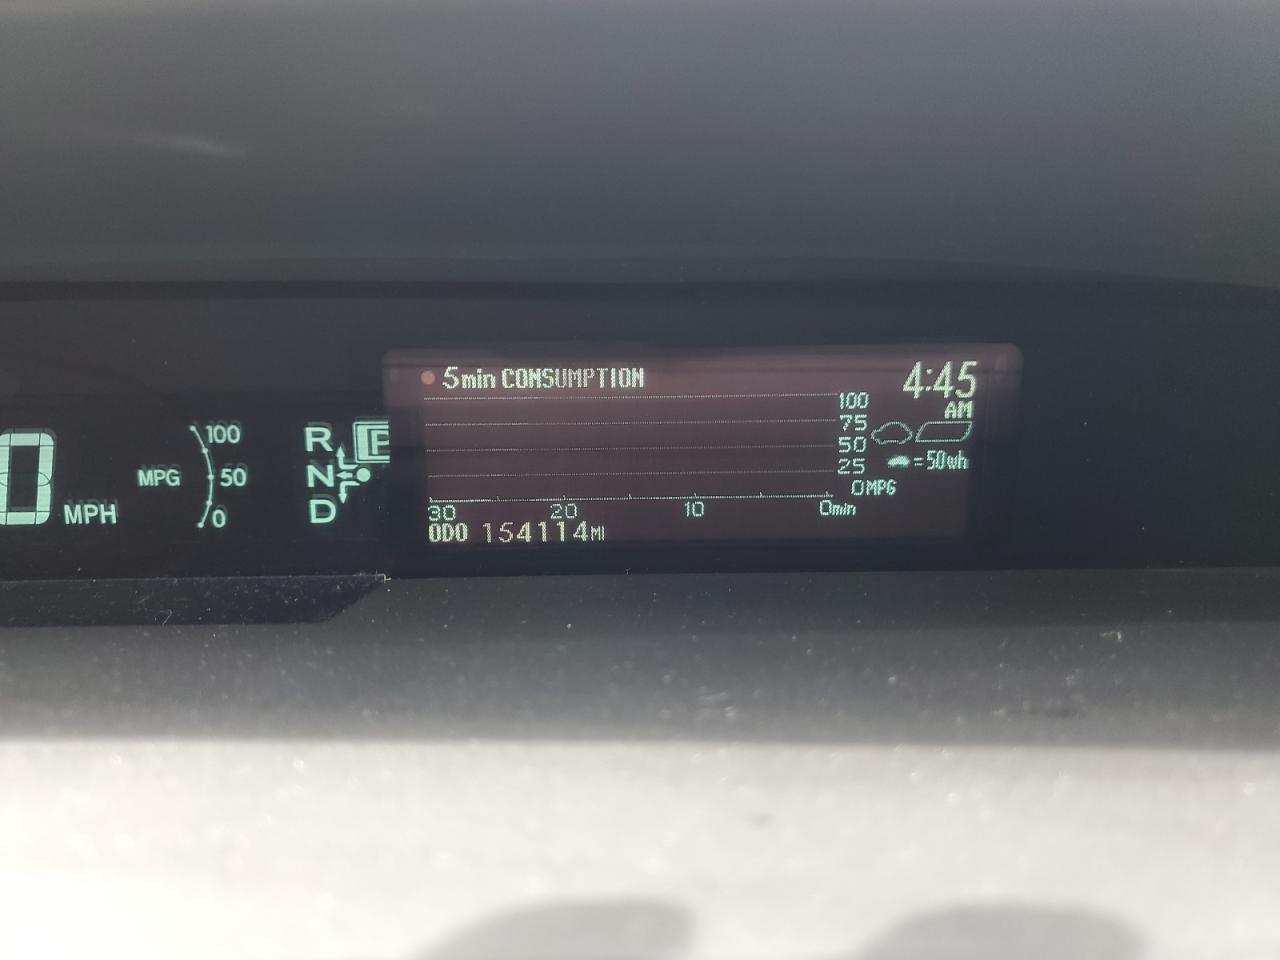 5min CONSUMPTION
4:45
AM
100
75
50
25
0MPG
=50wh
30 20 10 0min
ODO 154114MI
0 MPH
MPG
100
50
0
R
P
N
D